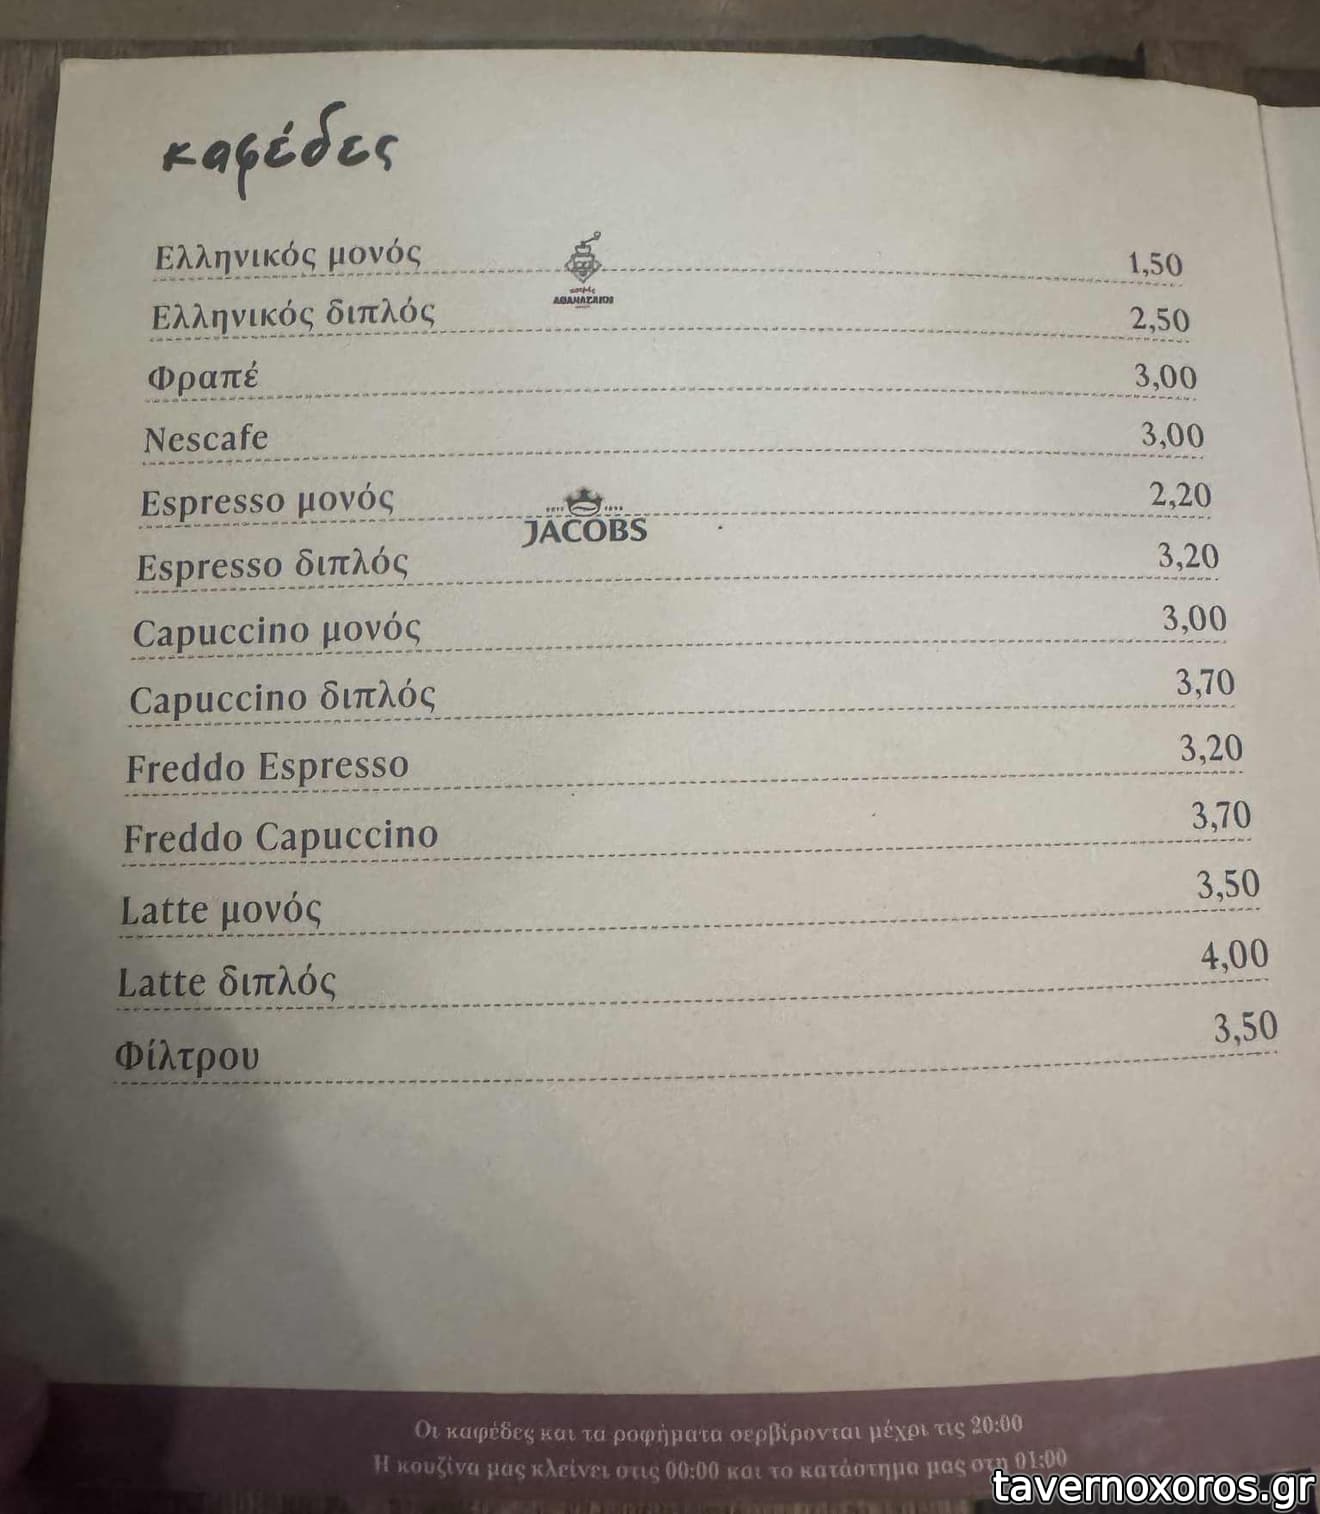 καφέδες
Ελληνικός μονός 1,50
ΑΘΑΝΑΣΑΙΟΙ
Ελληνικός διπλός 2,50
Φραπέ 3,00
Nescafe 3,00
Espresso μονός 2,20
JACOBS
Espresso διπλός 3,20
Capuccino μονός 3,00
Capuccino διπλός 3,70
Freddo Espresso 3,20
Freddo Capuccino 3,70
Latte μονός 3,50
Latte διπλός 4,00
Φίλτρου 3,50
Οι καφέδες και τα ροφήματα σερβίρονται μέχρι τις 20:00
Η κουζίνα μας κλείνει στις 00:00 και το κατάστημα μας στη 01:00
tavernoxoros.gr